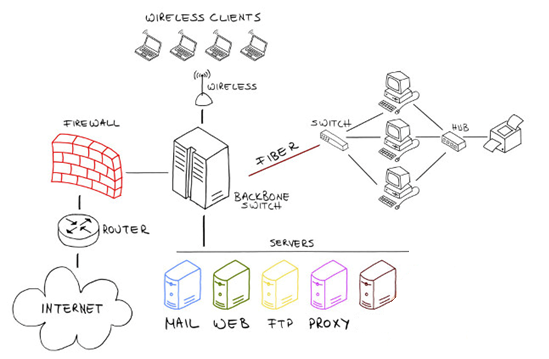 WIRELESS CLIENTS
WIRELESS
FIREWALL
SWITCH
HUB
FIBER
BACKBONE
SWITCH
ROUTER
SERVERS
INTERNET
MAIL
WEB
FTP
PROXY